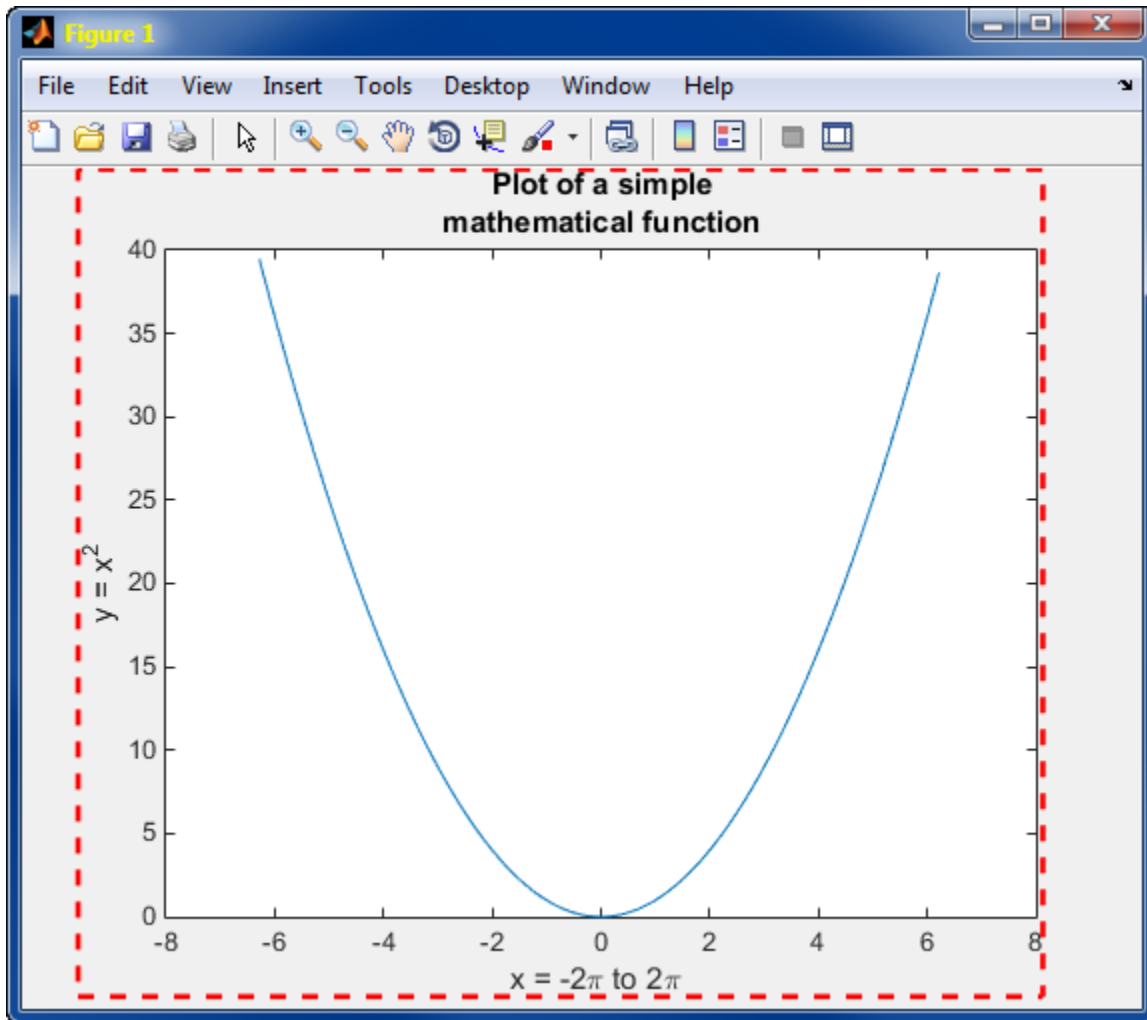 Figure 1
File Edit View Insert Tools Desktop Window Help
Plot of a simple
mathematical function
40
35
30
25
20
15
10
5
0
y = x²
-8 -6 -4 -2 0 2 4 6 8
x = -2π to 2π